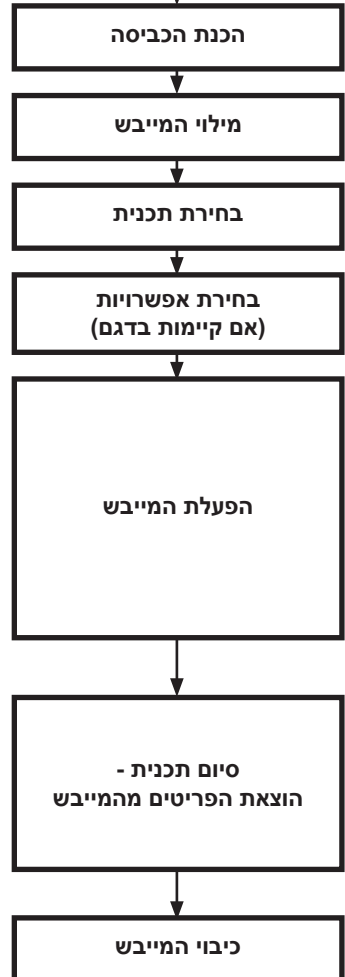 הכנת הכביסה
מילוי המייבש
בחירת תכנית
בחירת אפשרויות
(אם קיימות בדגם)
הפעלת המייבש
סיום תכנית -
הוצאת הפריטים מהמייבש
כיבוי המייבש